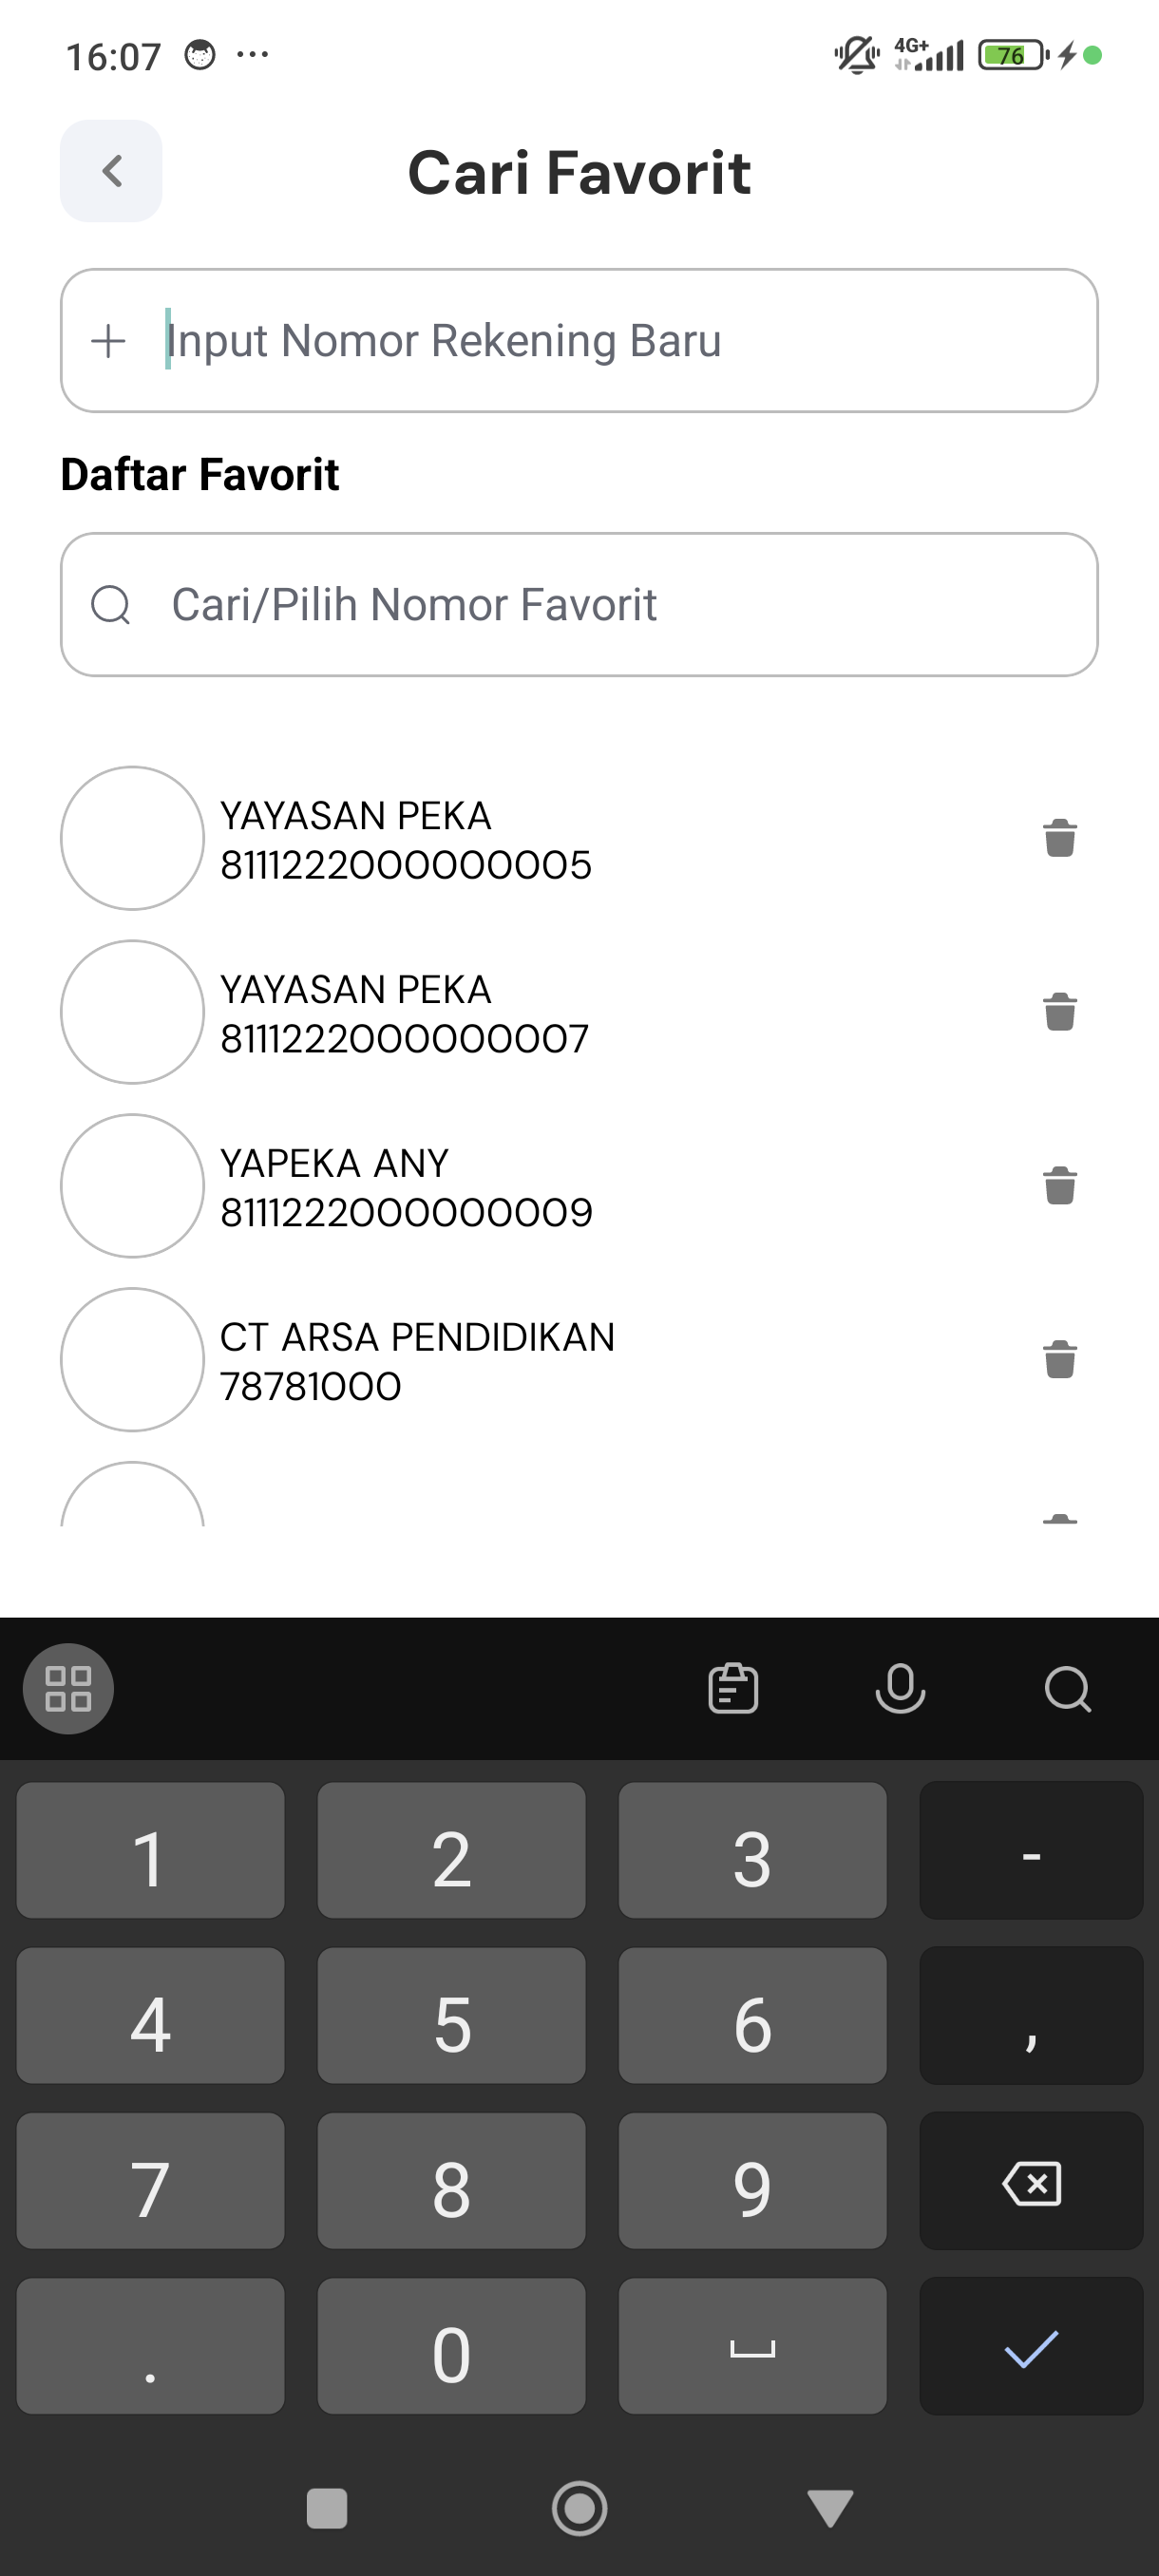 16:07
4G+
76
Cari Favorit
Input Nomor Rekening Baru
Daftar Favorit
Cari/Pilih Nomor Favorit
YAYASAN PEKA
8111222000000005
YAYASAN PEKA
8111222000000007
YAPEKA ANY
8111222000000009
CT ARSA PENDIDIKAN
78781000
1 2 3 -
4 5 6 ,
7 8 9
. 0